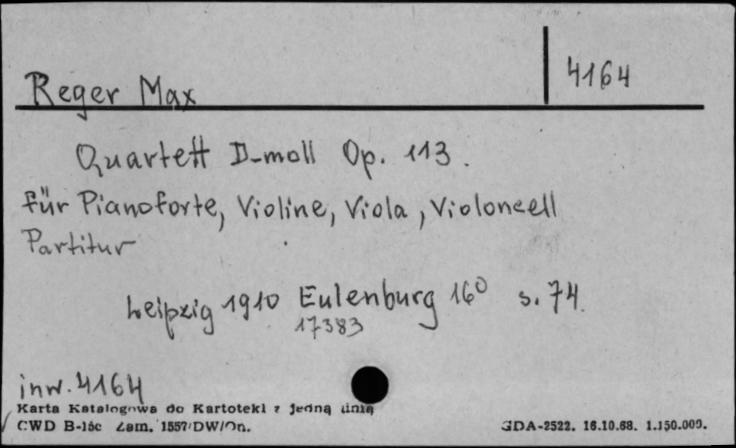 Reger Max 4164
Quartett D-moll Op. 113.
für Pianoforte, Violine, Viola, Violoncell
Partitur
Leipzig 1910 Eulenburg 16° s. 74.
17383
inw. 4164
Karta Katalogowa do Kartoteki z jedną linią
CWD B-15c Zam. 1557/DW/On. GDA-2522. 16.10.68. 1.150.000.